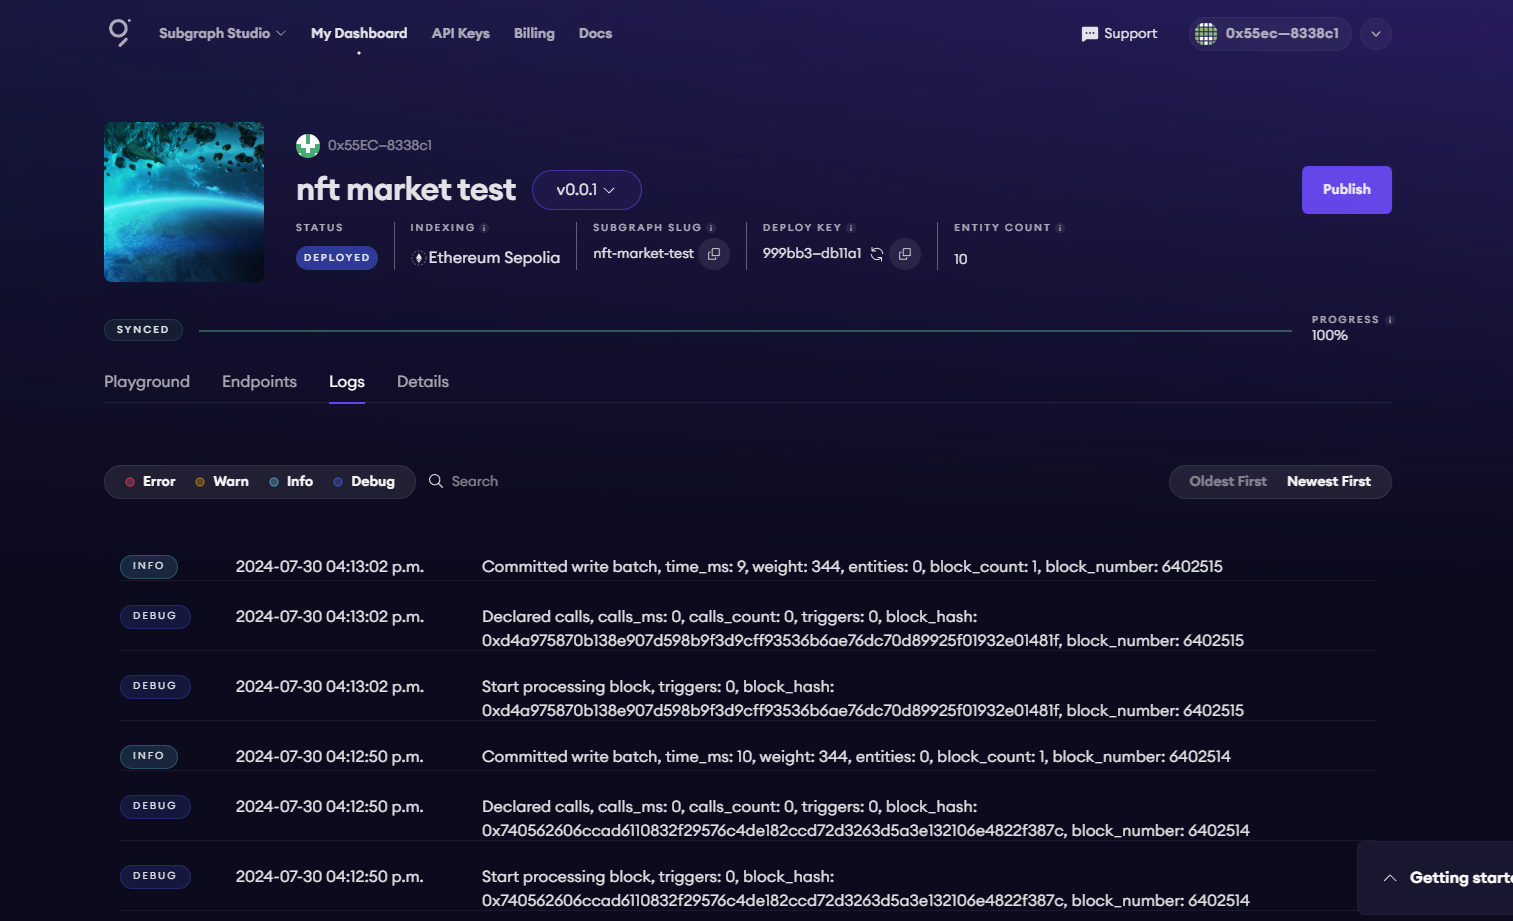 Subgraph Studio My Dashboard API Keys Billing Docs Support 0x55ec—8338c1
0x55EC—8338c1
nft market test v0.0.1
Publish
STATUS INDEXING SUBGRAPH SLUG DEPLOY KEY ENTITY COUNT
DEPLOYED Ethereum Sepolia nft-market-test 999bb3—db11a1 10
SYNCED PROGRESS
100%
Playground Endpoints Logs Details
Error Warn Info Debug Search Oldest First Newest First
INFO 2024-07-30 04:13:02 p.m. Committed write batch, time_ms: 9, weight: 344, entities: 0, block_count: 1, block_number: 6402515
DEBUG 2024-07-30 04:13:02 p.m. Declared calls, calls_ms: 0, calls_count: 0, triggers: 0, block_hash:
0xd4a975870b138e907d598b9f3d9cff93536b6ae76dc70d89925f01932e01481f, block_number: 6402515
DEBUG 2024-07-30 04:13:02 p.m. Start processing block, triggers: 0, block_hash:
0xd4a975870b138e907d598b9f3d9cff93536b6ae76dc70d89925f01932e01481f, block_number: 6402515
INFO 2024-07-30 04:12:50 p.m. Committed write batch, time_ms: 10, weight: 344, entities: 0, block_count: 1, block_number: 6402514
DEBUG 2024-07-30 04:12:50 p.m. Declared calls, calls_ms: 0, calls_count: 0, triggers: 0, block_hash:
0x740562606ccad6110832f29576c4de182ccd72d3263d5a3e132106e4822f387c, block_number: 6402514
DEBUG 2024-07-30 04:12:50 p.m. Start processing block, triggers: 0, block_hash:
0x740562606ccad6110832f29576c4de182ccd72d3263d5a3e132106e4822f387c, block_number: 6402514
Getting starte